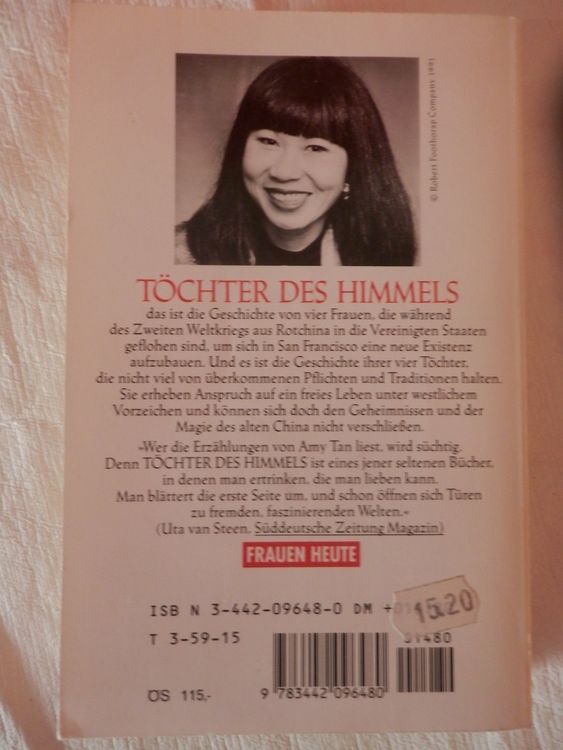 © Robert Foothorap Company 1991
TÖCHTER DES HIMMELS
das ist die Geschichte von vier Frauen, die während
des Zweiten Weltkriegs aus Rotchina in die Vereinigten Staaten
geflohen sind, um sich in San Francisco eine neue Existenz
aufzubauen. Und es ist die Geschichte ihrer vier Töchter,
die nicht viel von überkommenen Pflichten und Traditionen halten.
Sie erheben Anspruch auf ein freies Leben unter westlichem
Vorzeichen und können sich doch den Geheimnissen und der
Magie des alten China nicht verschließen.
»Wer die Erzählungen von Amy Tan liest, wird süchtig.
Denn TÖCHTER DES HIMMELS ist eines jener seltenen Bücher,
in denen man ertrinken, die man lieben kann.
Man blättert die erste Seite um, und schon öffnen sich Türen
zu fremden, faszinierenden Welten.«
(Uta van Steen, Süddeutsche Zeitung Magazin)
FRAUEN HEUTE
ISB N 3-442-09648-0 DM +
15.20
T 3-59-15
01480
ÖS 115,-
9 783442 096480